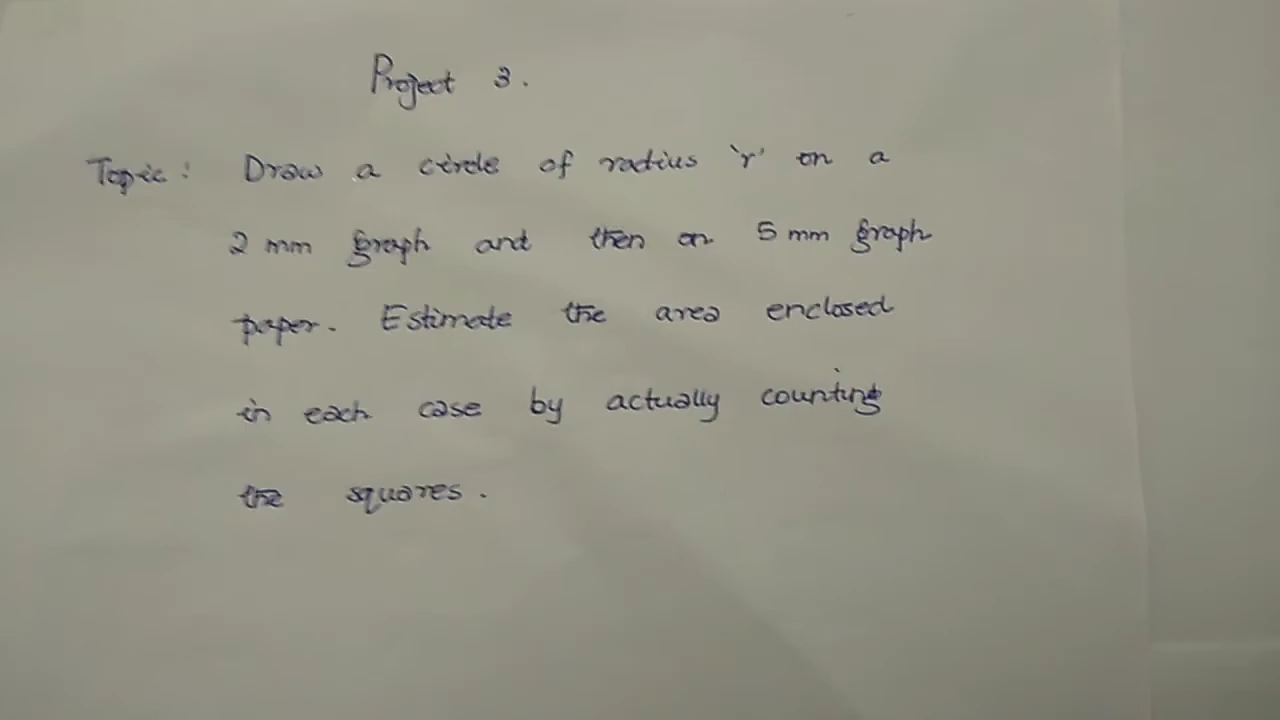 Project 3.
Topic: Draw a circle of radius 'r' on a
2 mm graph and then on 5 mm graph
paper. Estimate the area enclosed
in each case by actually counting
the squares.